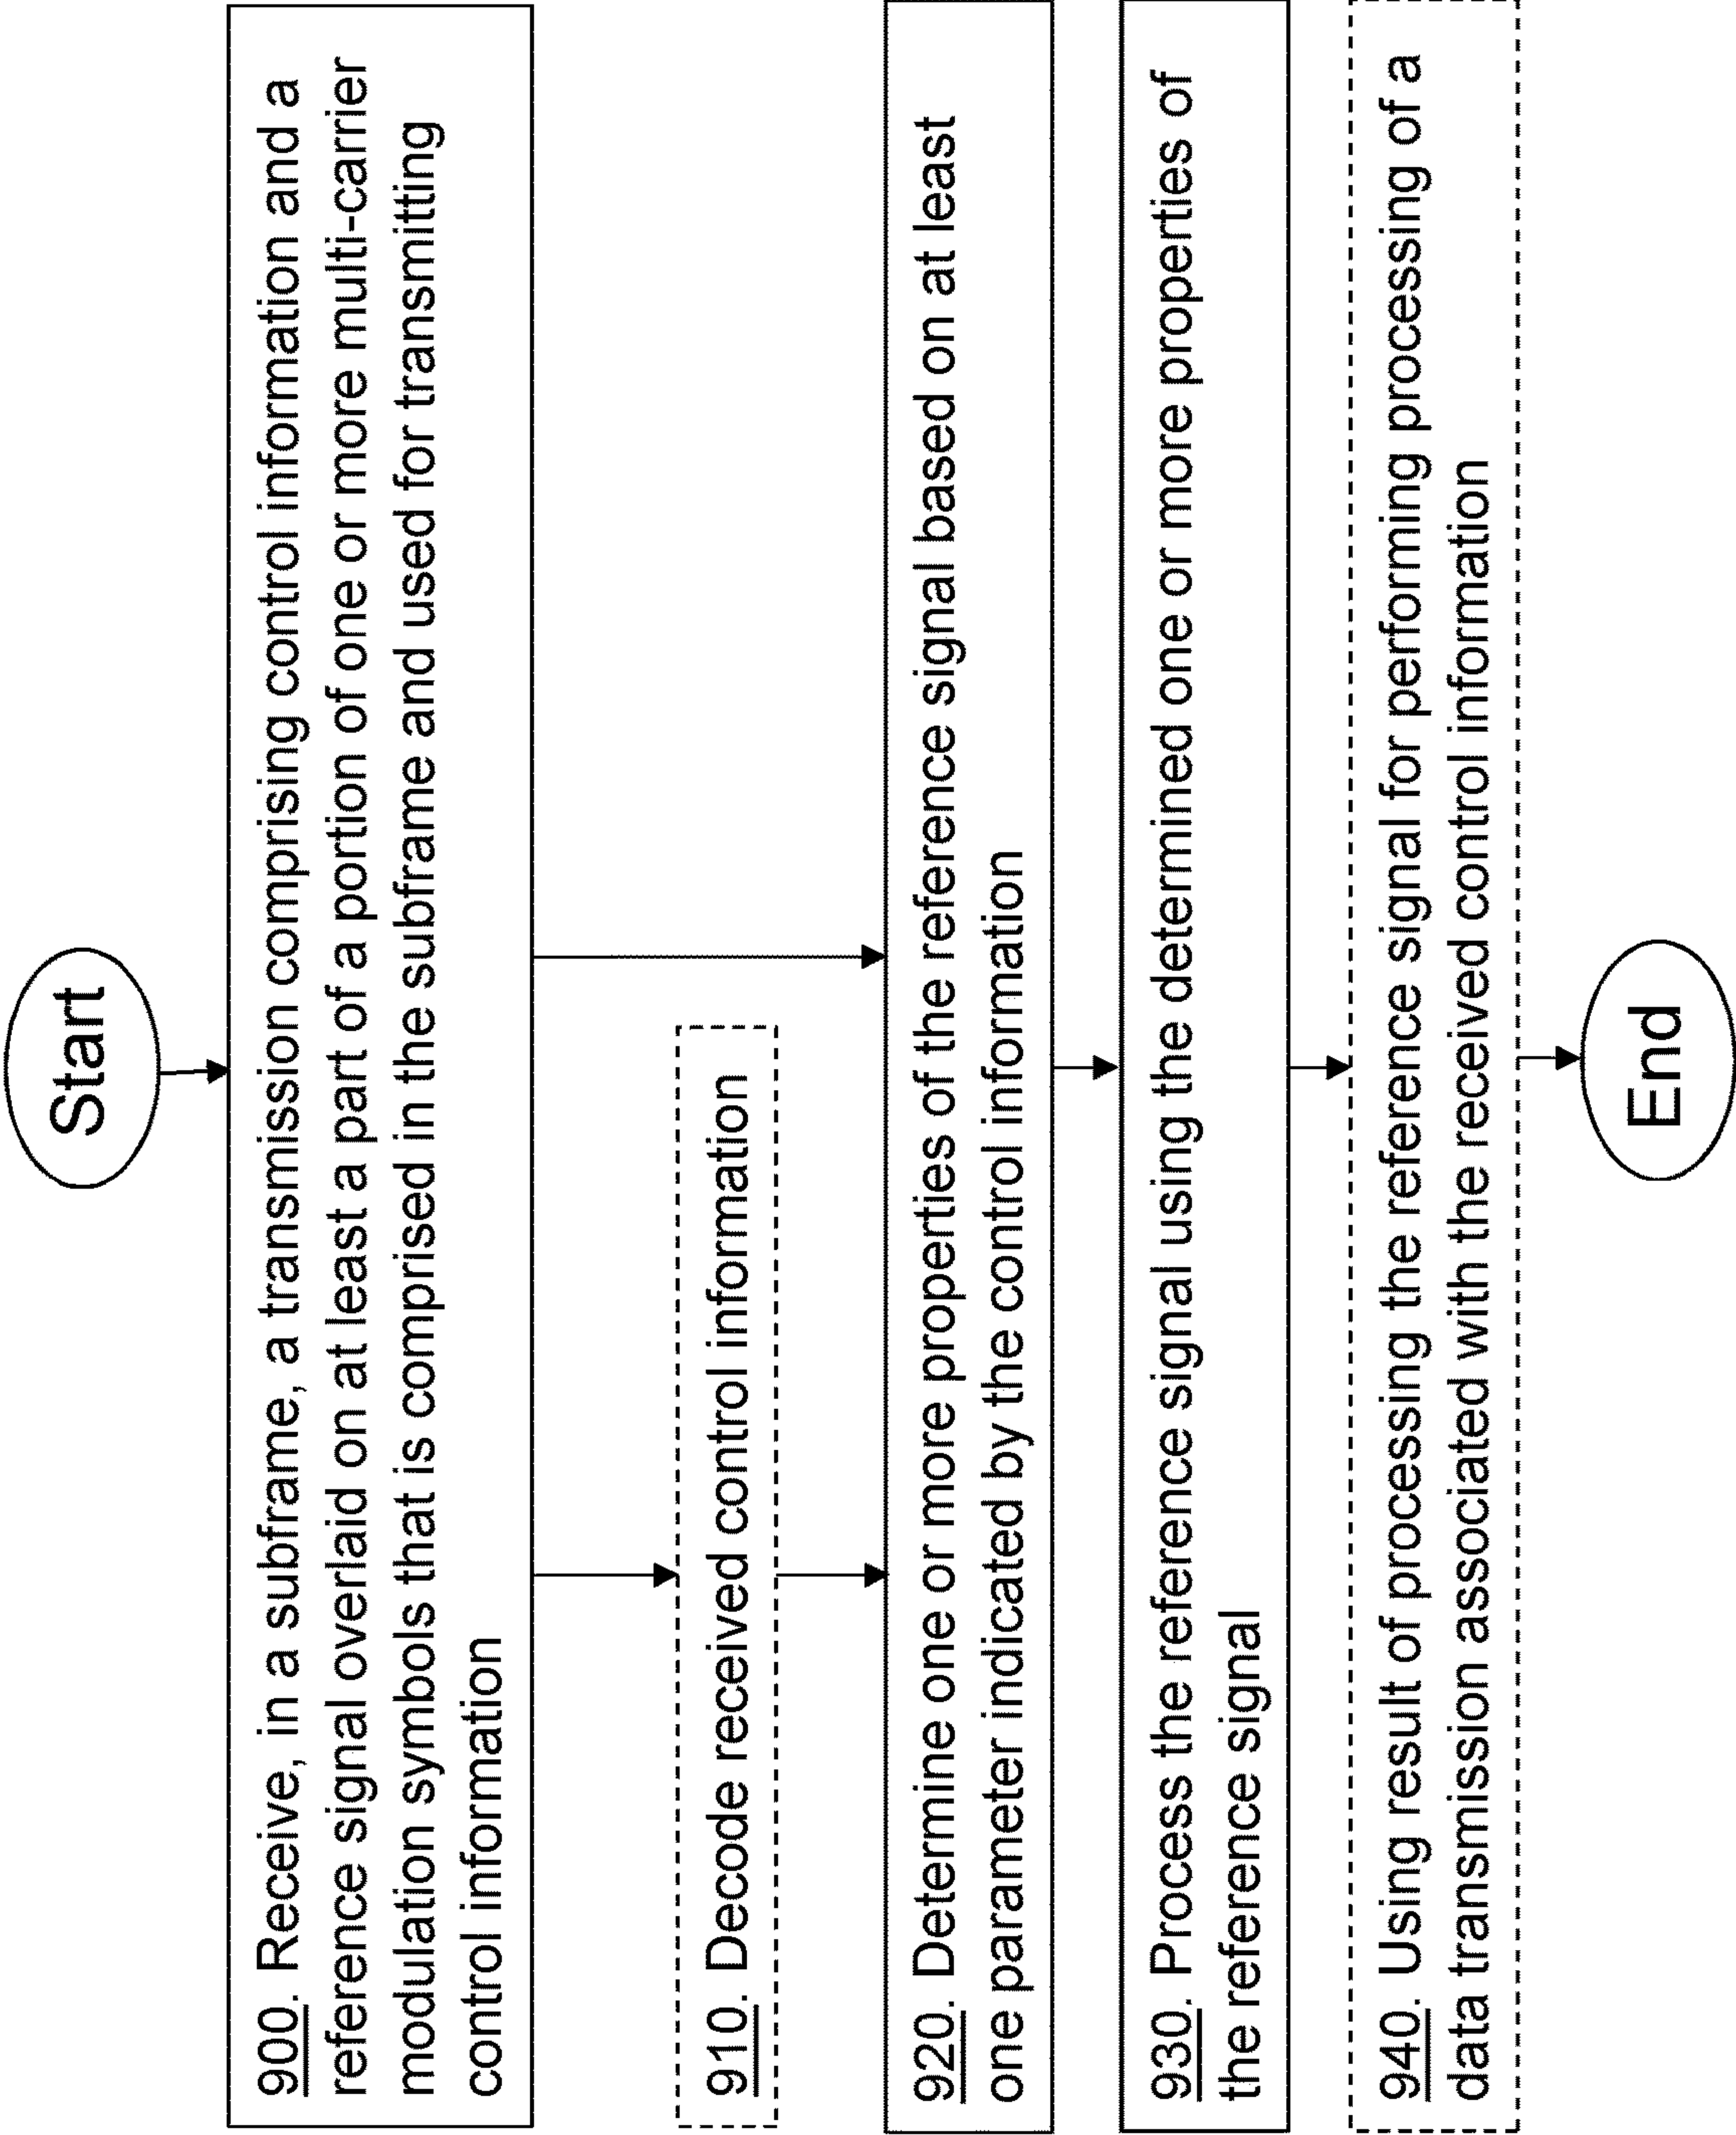 Start
900. Receive, in a subframe, a transmission comprising control information and a
reference signal overlaid on at least a part of a portion of one or more multi-carrier
modulation symbols that is comprised in the subframe and used for transmitting
control information
910. Decode received control information
920. Determine one or more properties of the reference signal based on at least
one parameter indicated by the control information
930. Process the reference signal using the determined one or more properties of
the reference signal
940. Using result of processing the reference signal for performing processing of a
data transmission associated with the received control information
End